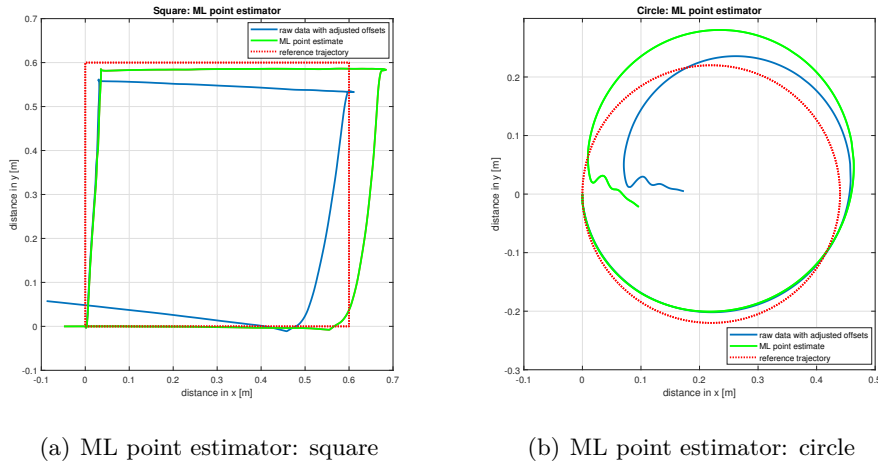 Square: ML point estimator
raw data with adjusted offsets
ML point estimate
reference trajectory
distance in y [m]
0.7
0.6
0.5
0.4
0.3
0.2
0.1
0
-0.1
-0.1 0 0.1 0.2 0.3 0.4 0.5 0.6 0.7
distance in x [m]
(a) ML point estimator: square
Circle: ML point estimator
distance in y [m]
0.2
0.1
0
-0.1
-0.2
-0.3
raw data with adjusted offsets
ML point estimate
reference trajectory
0 0.1 0.2 0.3 0.4 0.5
distance in x [m]
(b) ML point estimator: circle